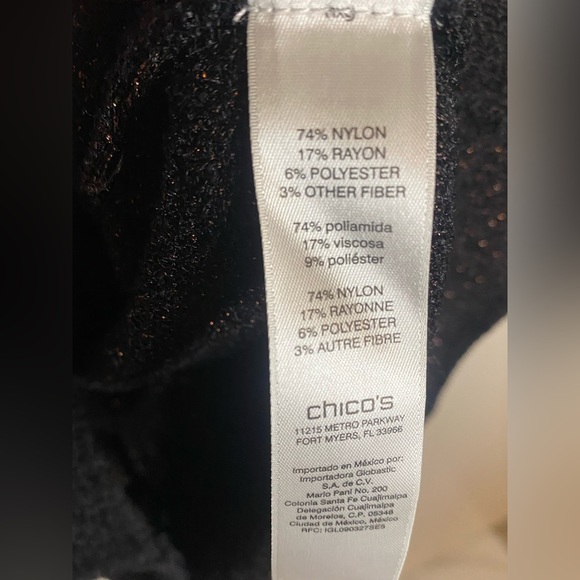 74% NYLON
17% RAYON
6% POLYESTER
3% OTHER FIBER
74% poliamida
17% viscosa
9% poliéster
74% NYLON
17% RAYONNE
6% POLYESTER
3% AUTRE FIBRE
chico's
11215 METRO PARKWAY
FORT MYERS, FL 33966
Importado en México por:
Importadora Globastic
S.A. de C.V.
Mario Pani No. 200
Colonia Santa Fe Cuajimalpa
Delegación Cuajimalpa
de Morelos, C.P. 05348
Ciudad de México, México
RFC: IGL090327SE5